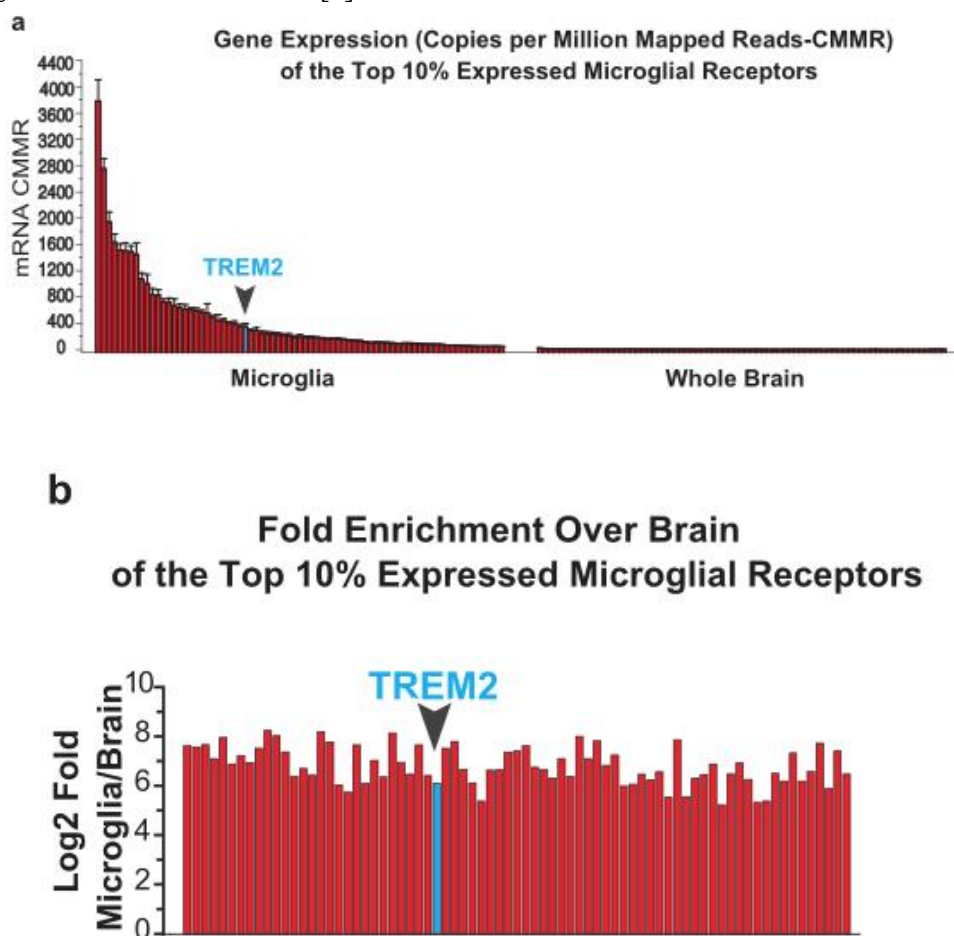 a
Gene Expression (Copies per Million Mapped Reads-CMMR)
of the Top 10% Expressed Microglial Receptors
mRNA CMMR
4400
4000
3600
3200
2800
2400
2000
1600
1200
800
400
0
TREM2
Microglia
Whole Brain
b
Fold Enrichment Over Brain
of the Top 10% Expressed Microglial Receptors
Log2 Fold
Microglia/Brain
10
8
6
4
2
0
TREM2